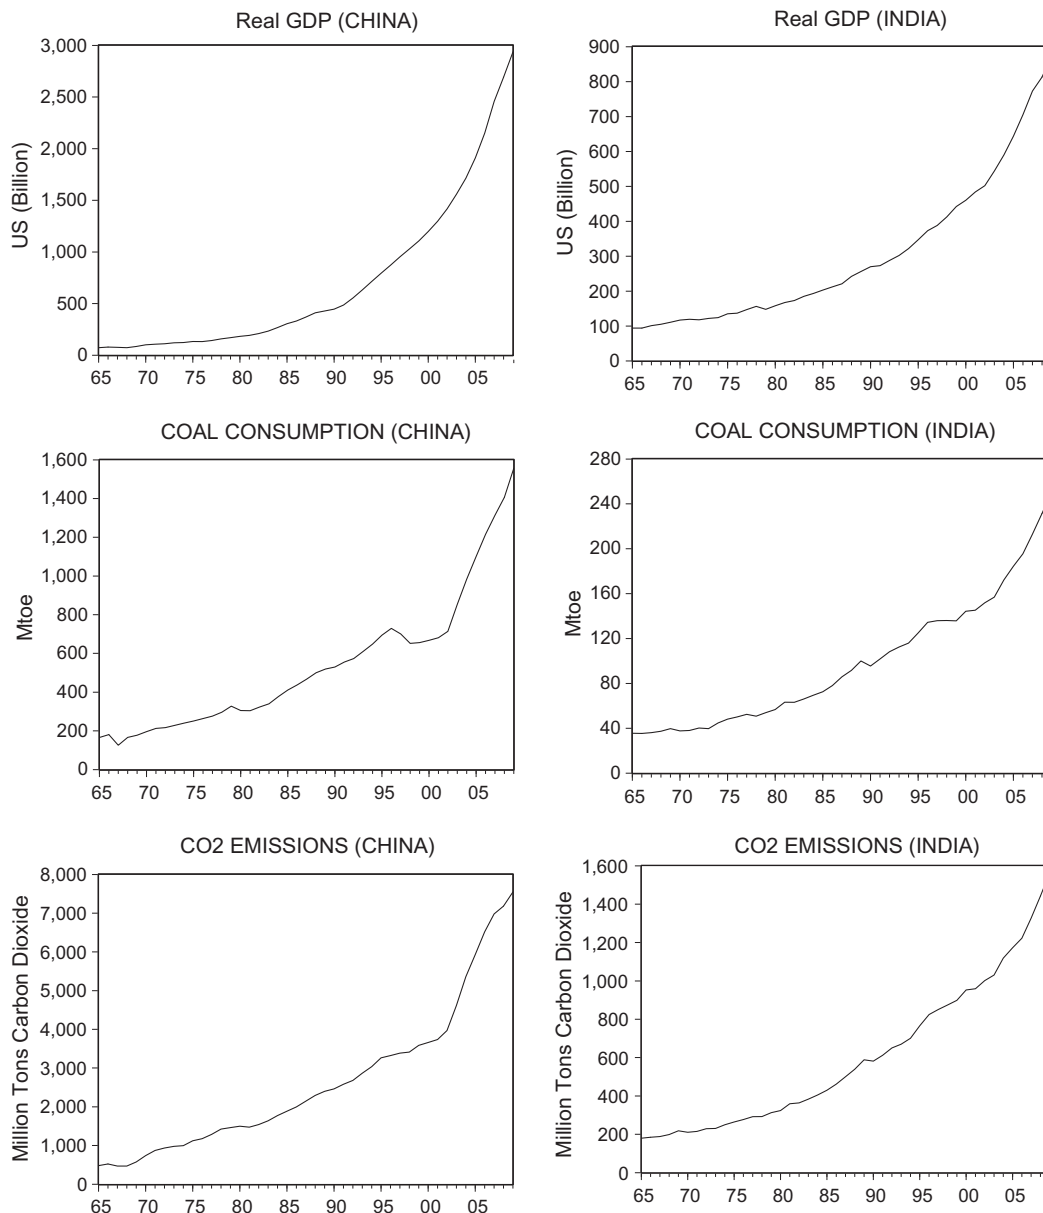 Real GDP (CHINA)
US (Billion)
3,000
2,500
2,000
1,500
1,000
500
0
65 70 75 80 85 90 95 00 05
Real GDP (INDIA)
US (Billion)
900
800
700
600
500
400
300
200
100
0
65 70 75 80 85 90 95 00 05
COAL CONSUMPTION (CHINA)
Mtoe
1,600
1,400
1,200
1,000
800
600
400
200
0
65 70 75 80 85 90 95 00 05
COAL CONSUMPTION (INDIA)
Mtoe
280
240
200
160
120
80
40
0
65 70 75 80 85 90 95 00 05
CO2 EMISSIONS (CHINA)
Million Tons Carbon Dioxide
8,000
7,000
6,000
5,000
4,000
3,000
2,000
1,000
0
65 70 75 80 85 90 95 00 05
CO2 EMISSIONS (INDIA)
Million Tons Carbon Dioxide
1,600
1,400
1,200
1,000
800
600
400
200
0
65 70 75 80 85 90 95 00 05